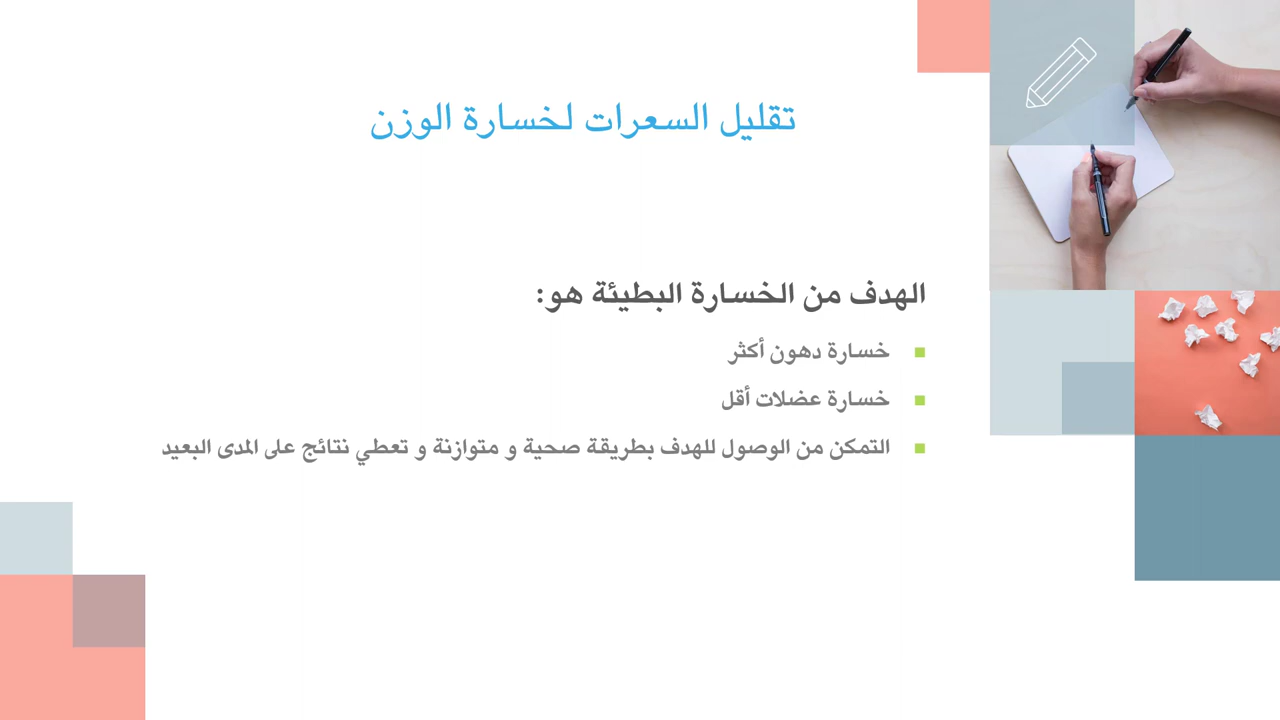 تقليل السعرات لخسارة الوزن
الهدف من الخسارة البطيئة هو:
خسارة دهون أكثر
خسارة عضلات أقل
التمكن من الوصول للهدف بطريقة صحية و متوازنة و تعطي نتائج على المدى البعيد